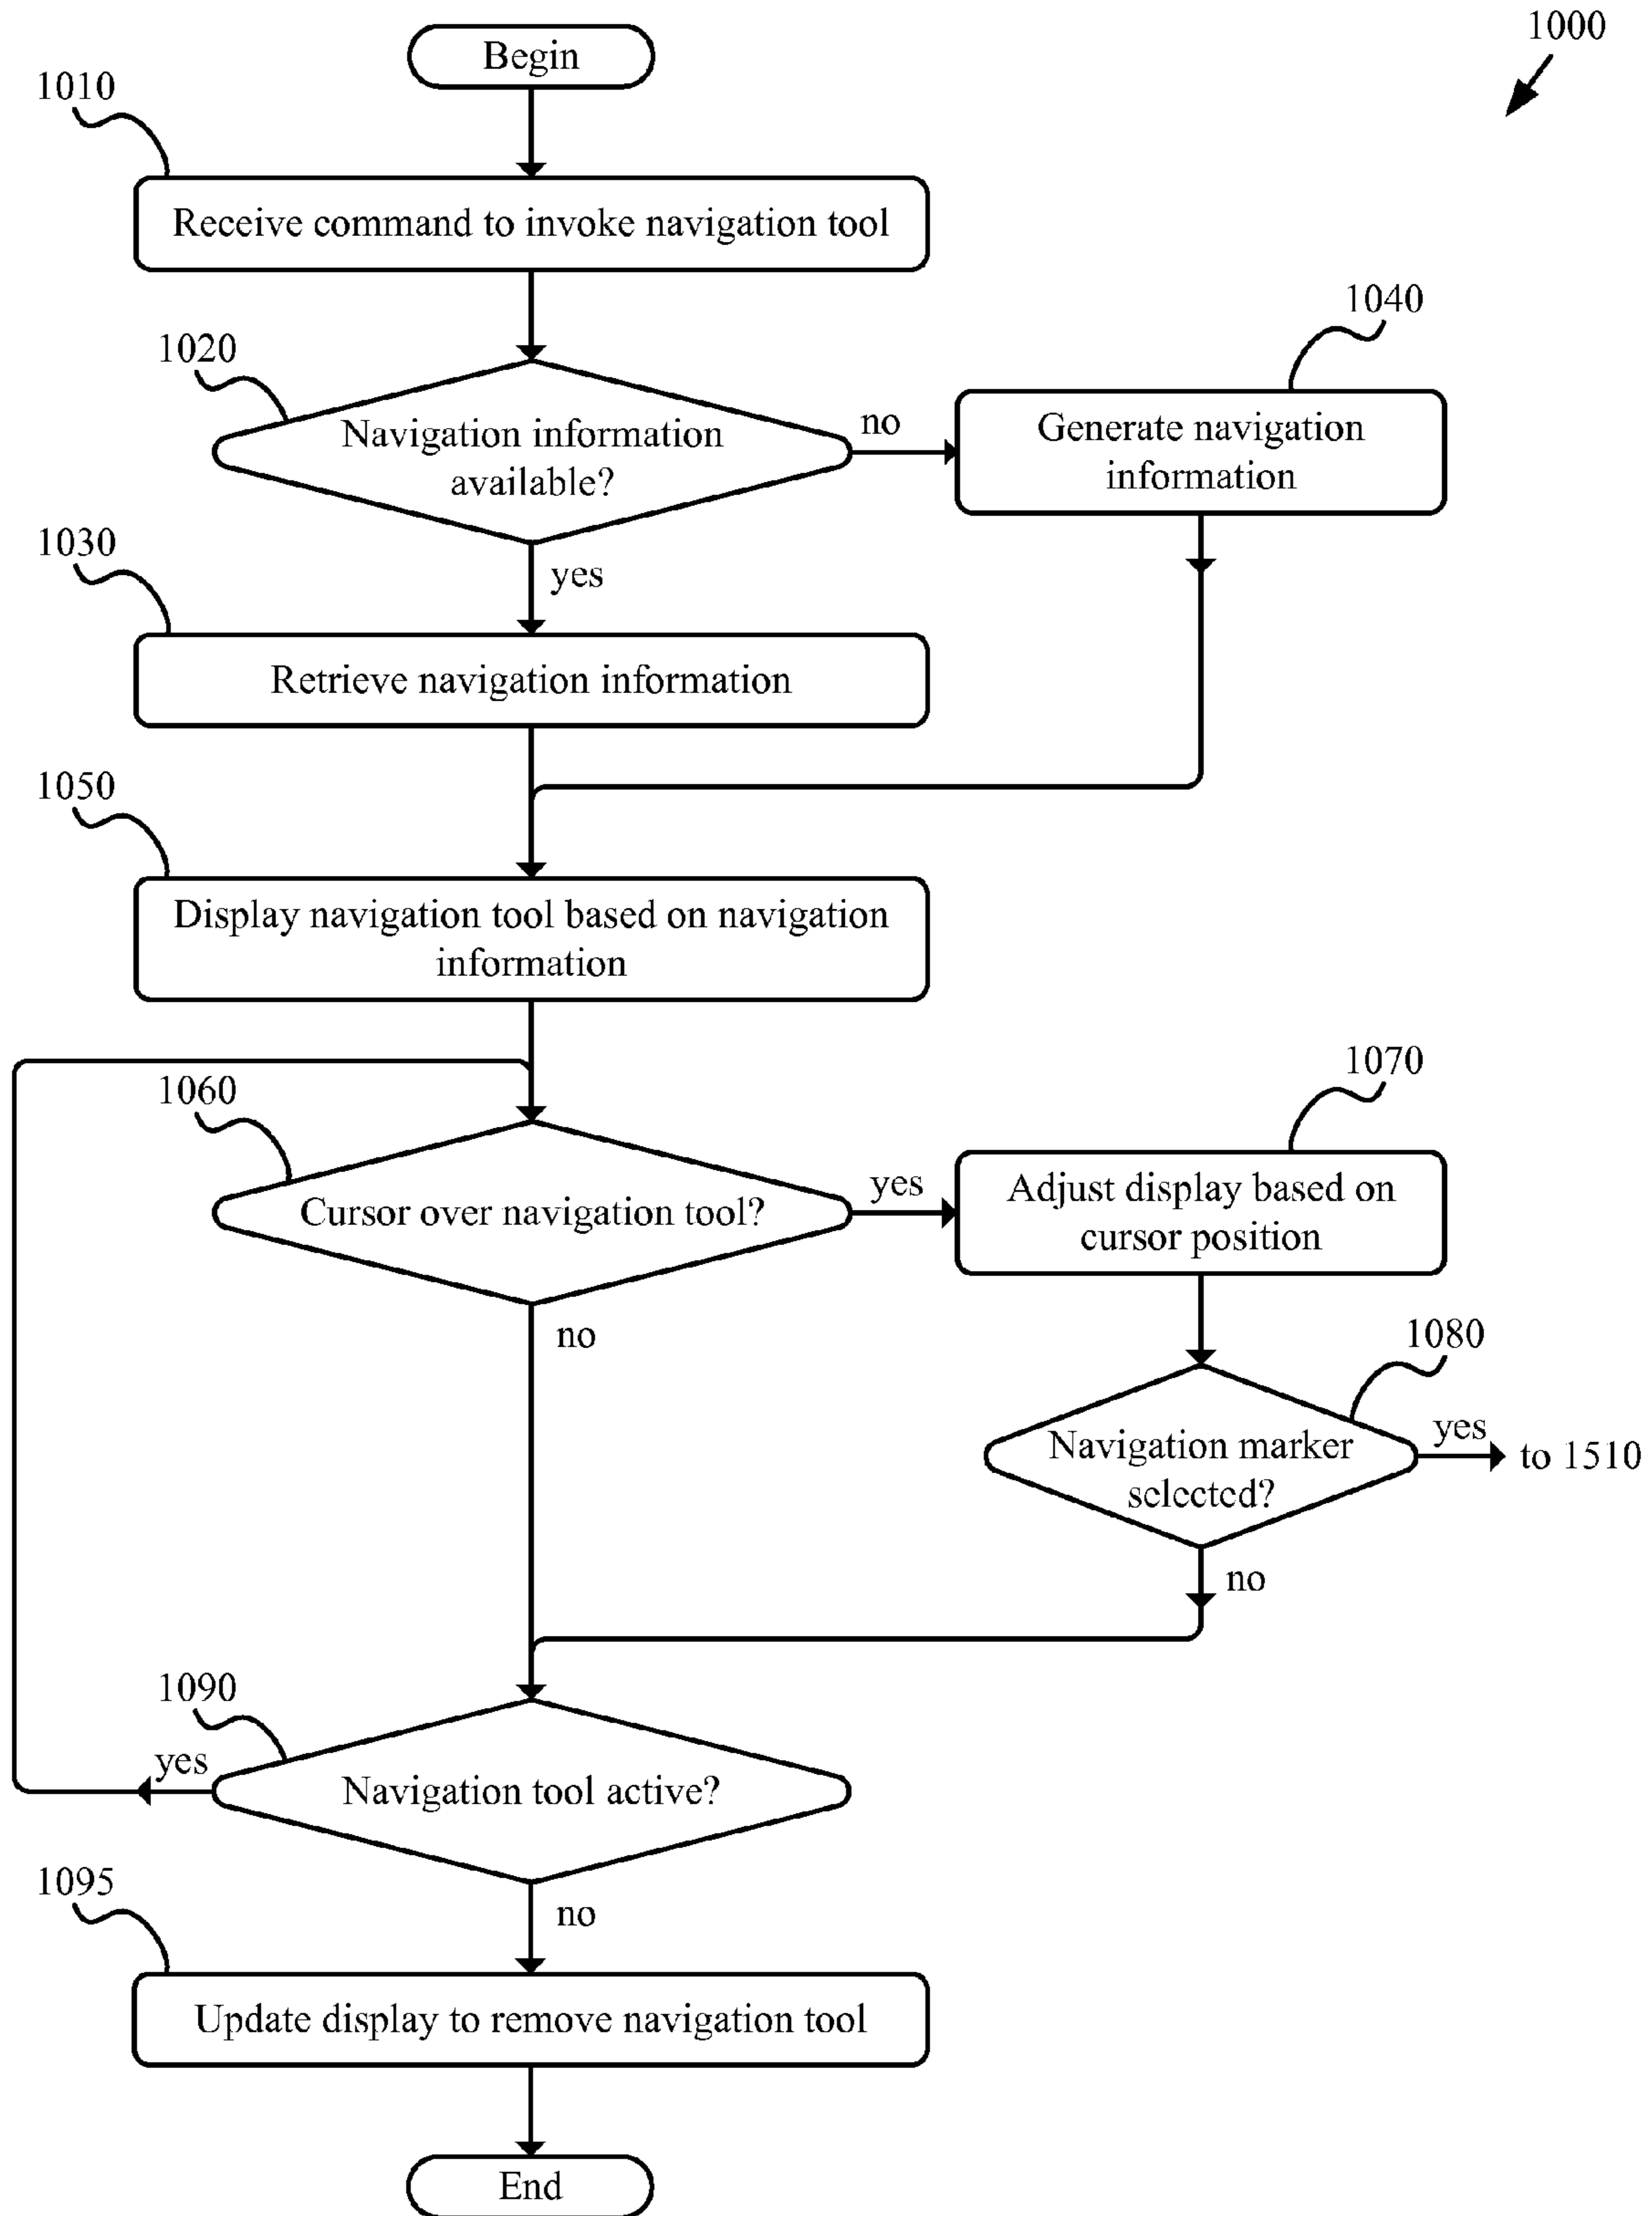 1000
Begin
1010
Receive command to invoke navigation tool
1020
1040
Navigation information
available?
no
Generate navigation
information
yes
1030
Retrieve navigation information
1050
Display navigation tool based on navigation
information
1060
1070
Cursor over navigation tool?
yes
Adjust display based on
cursor position
no
1080
Navigation marker
selected?
yes
to 1510
no
1090
yes
Navigation tool active?
no
1095
Update display to remove navigation tool
End